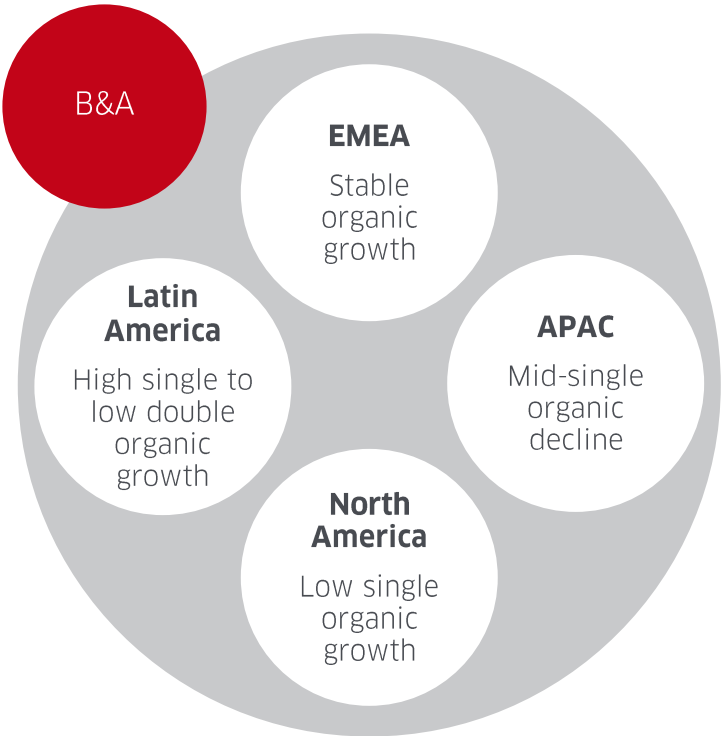 B&A
EMEA
Stable
organic
growth
Latin
America
High single to
low double
organic
growth
APAC
Mid-single
organic
decline
North
America
Low single
organic
growth